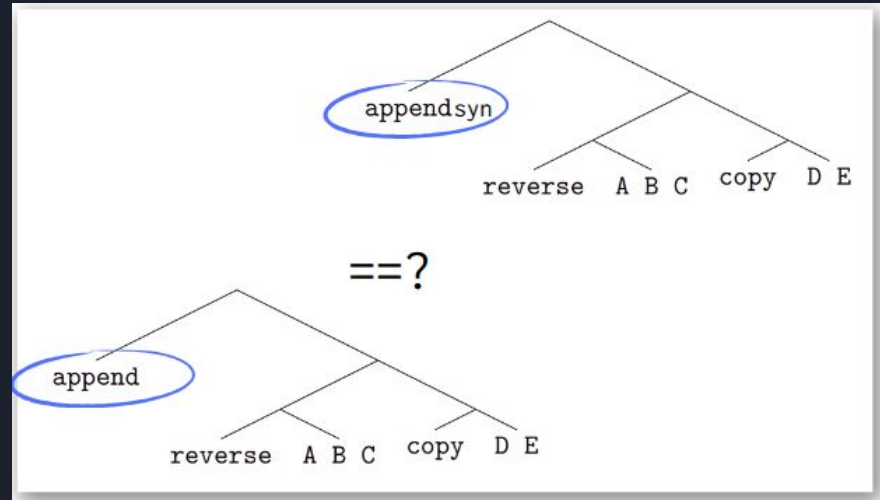 appendsyn
reverse A B C copy D E
==?
append
reverse A B C copy D E